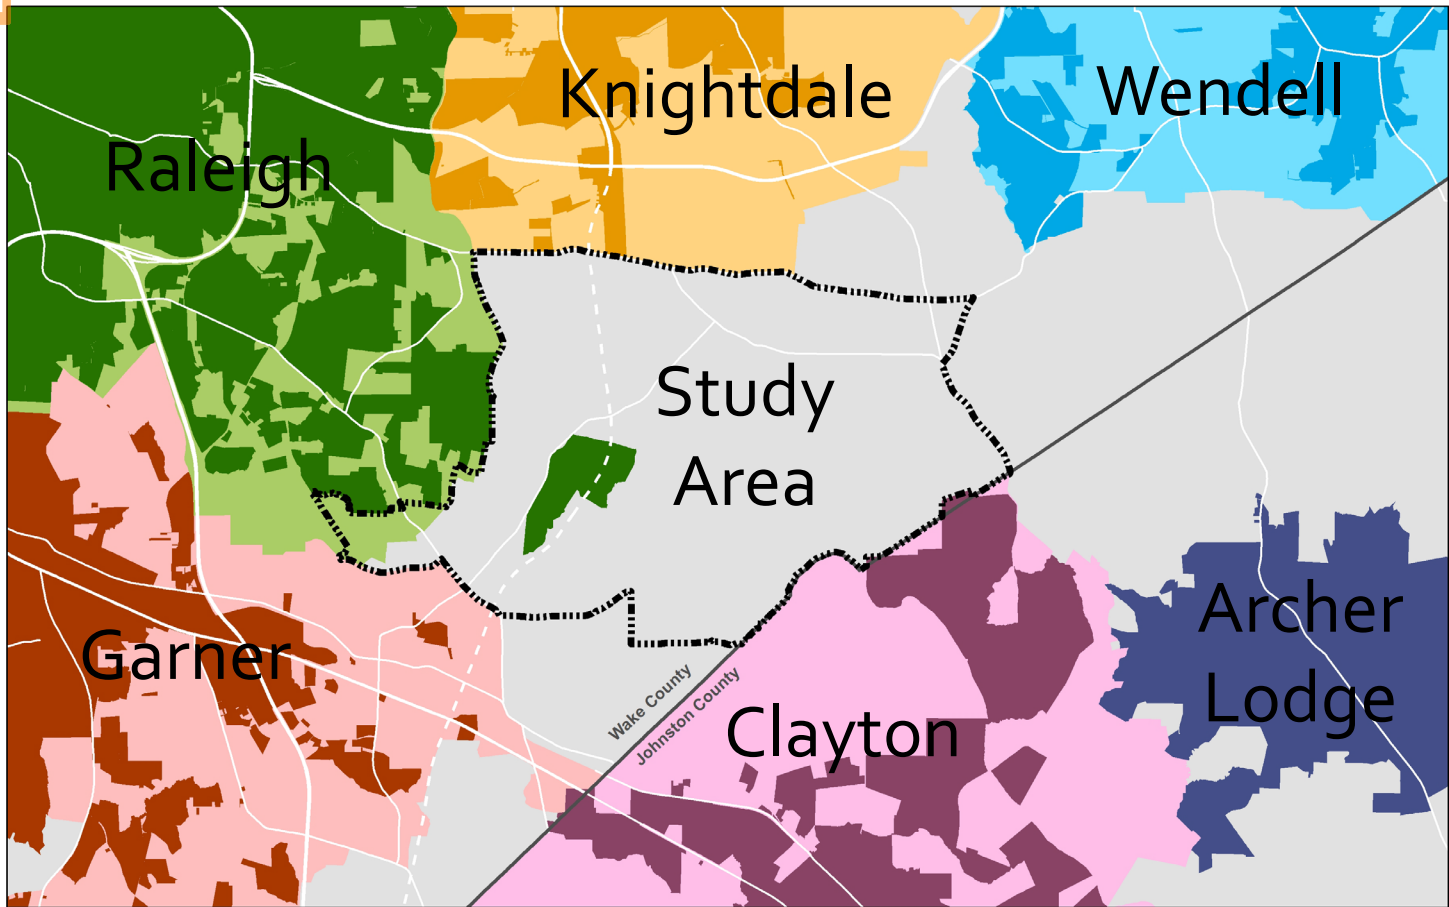 Knightdale
Wendell
Raleigh
Study
Area
Archer
Lodge
Garner
Wake County
Johnston County
Clayton